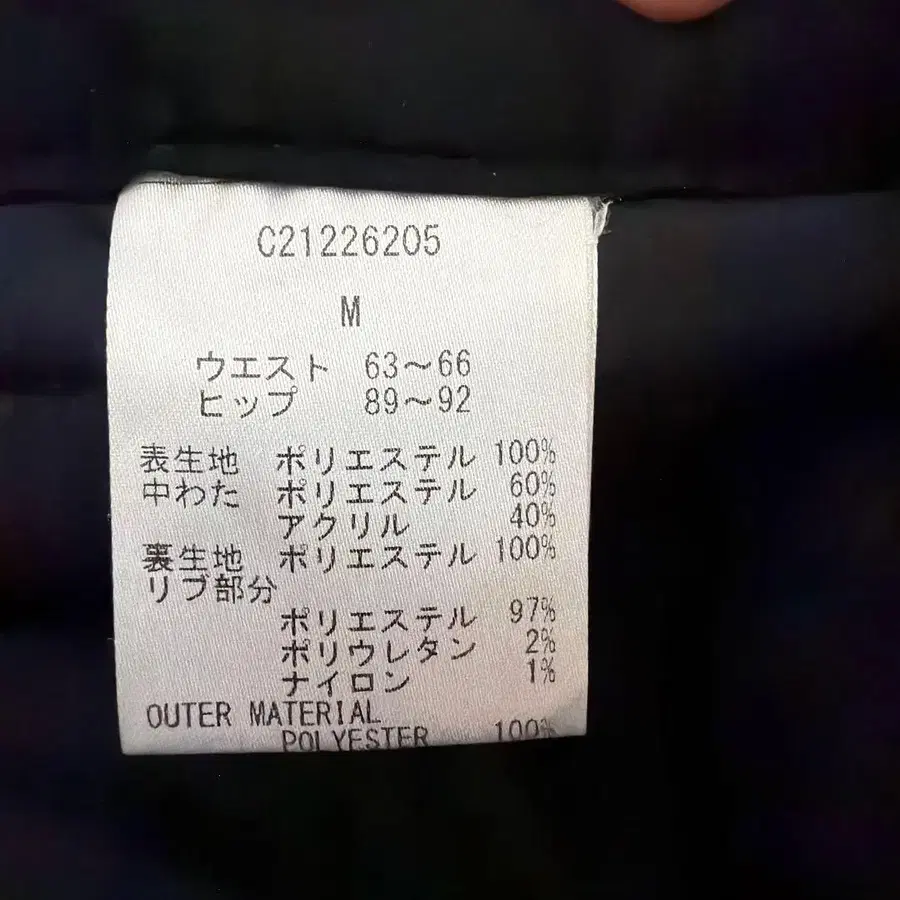 C21226205
M
ウエスト 63～66
ヒップ 89～92
表生地 ポリエステル 100%
中わた ポリエステル 60%
アクリル 40%
裏生地 ポリエステル 100%
リブ部分
ポリエステル 97%
ポリウレタン 2%
ナイロン 1%
OUTER MATERIAL
POLYESTER 100%